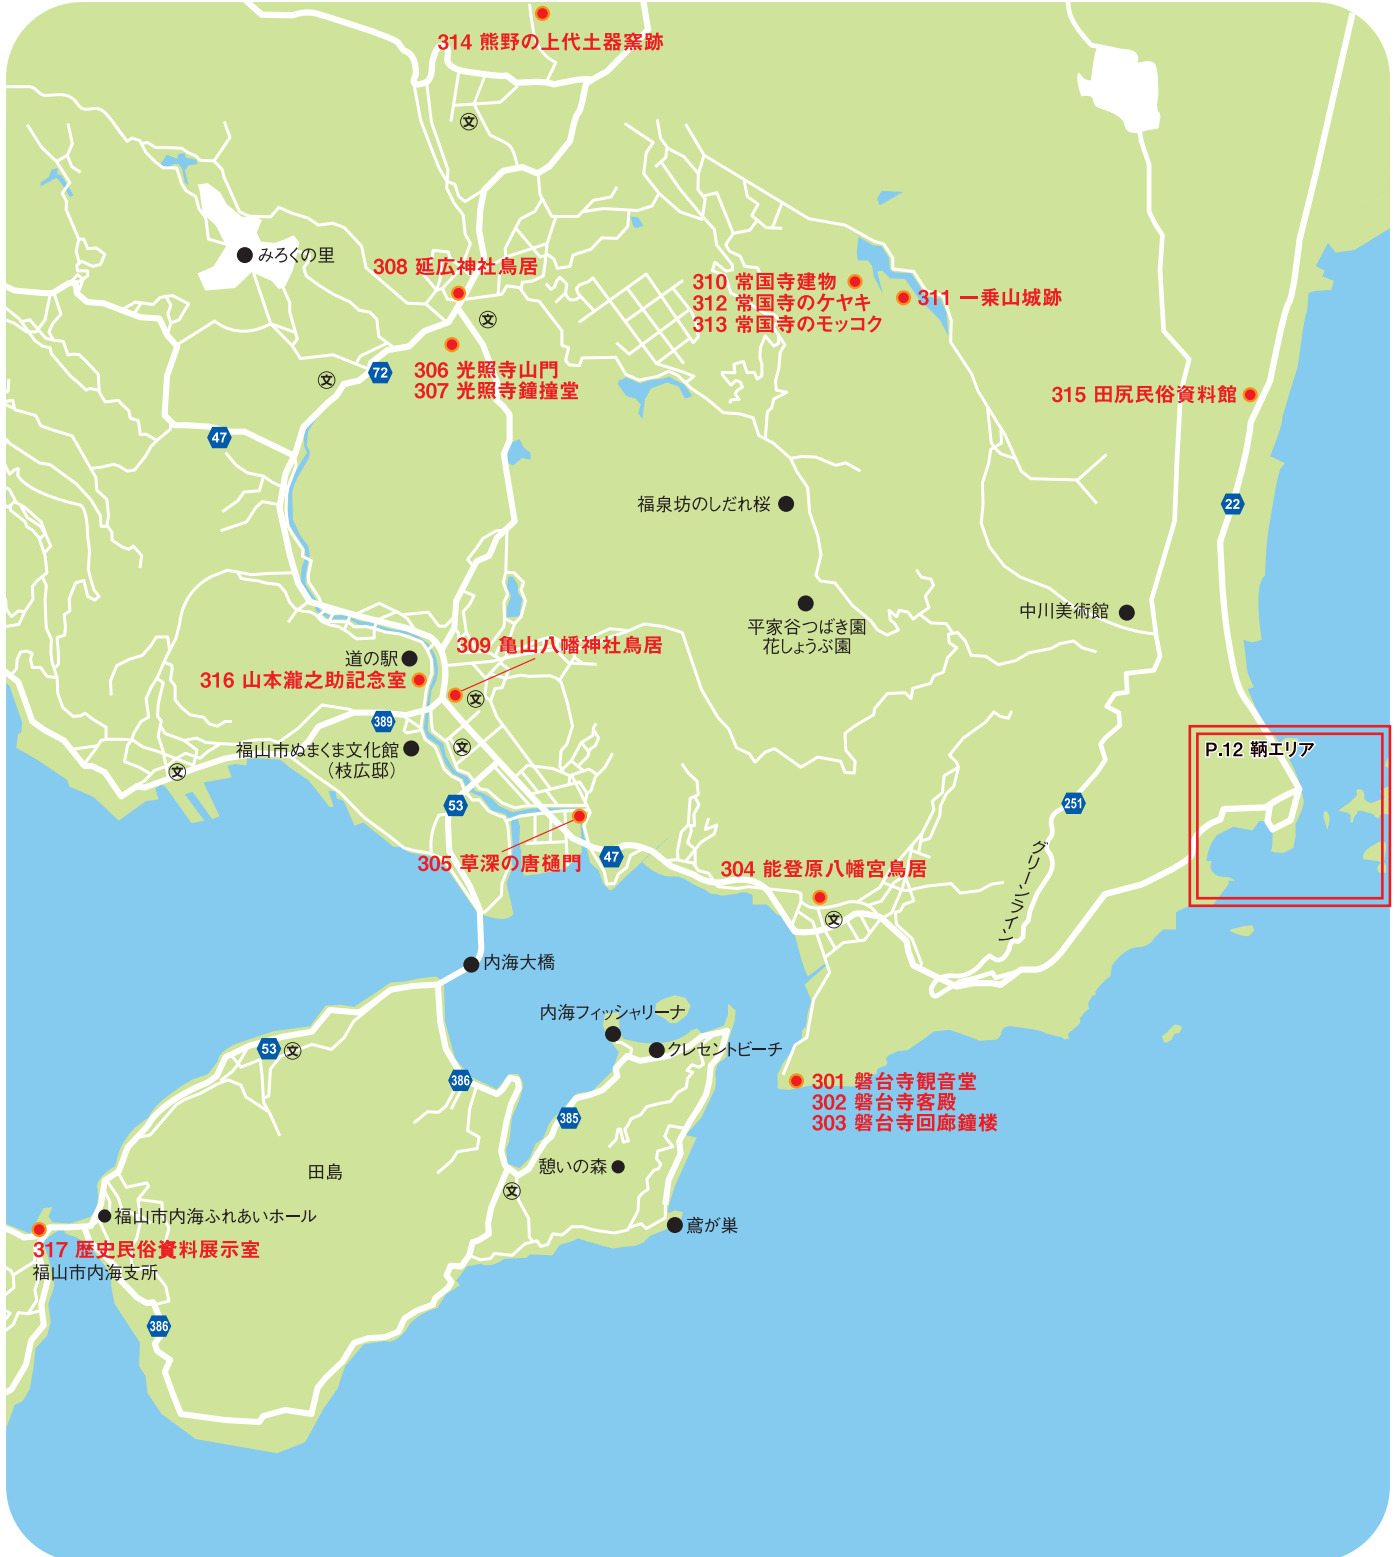 314 熊野の上代土器窯跡
文
みろくの里
308 延広神社鳥居
310 常国寺建物
312 常国寺のケヤキ
313 常国寺のモッコク
311 一乗山城跡
文
306 光照寺山門
307 光照寺鐘撞堂
72
文
47
315 田尻民俗資料館
22
福泉坊のしだれ桜
平家谷つばき園
花しょうぶ園
中川美術館
309 亀山八幡神社鳥居
道の駅
316 山本瀧之助記念室
文
389
福山市ぬまくま文化館
(枝広邸)
文
文
P.12 鞆エリア
53
251
305 草深の唐樋門
47
304 能登原八幡宮鳥居
文
グリーンライン
内海大橋
内海フィッシャリーナ
クレセントビーチ
53
文
386
385
301 磐台寺観音堂
302 磐台寺客殿
303 磐台寺回廊鐘楼
田島
憩いの森
文
福山市内海ふれあいホール
鳶が巣
317 歴史民俗資料展示室
福山市内海支所
386